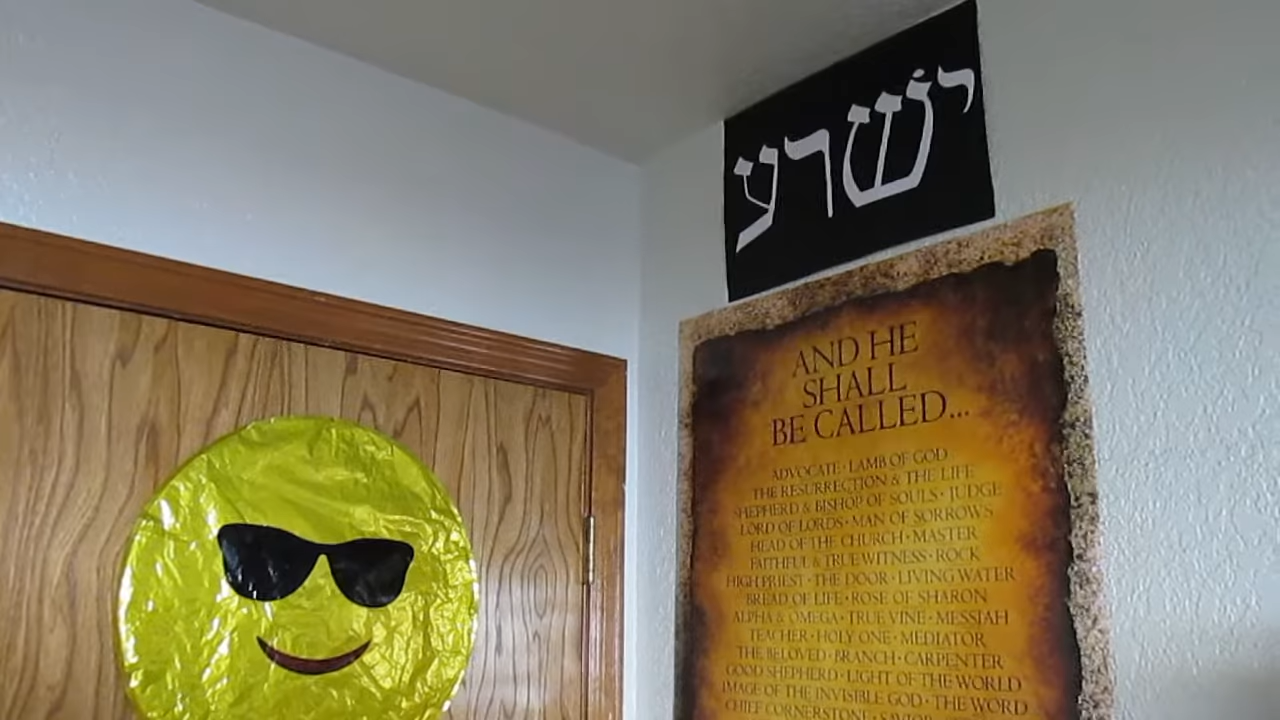 ישׁרע
AND HE
SHALL
BE CALLED...
ADVOCATE · LAMB OF GOD
THE RESURRECTION & THE LIFE
SHEPHERD & BISHOP OF SOULS · JUDGE
LORD OF LORDS · MAN OF SORROWS
HEAD OF THE CHURCH · MASTER
FAITHFUL & TRUE WITNESS · ROCK
HIGH PRIEST · THE DOOR · LIVING WATER
BREAD OF LIFE · ROSE OF SHARON
ALPHA & OMEGA · TRUE VINE · MESSIAH
TEACHER · HOLY ONE · MEDIATOR
THE BELOVED · BRANCH · CARPENTER
GOOD SHEPHERD · LIGHT OF THE WORLD
IMAGE OF THE INVISIBLE GOD · THE WORD
CHIEF CORNERSTONE · SAVIOR